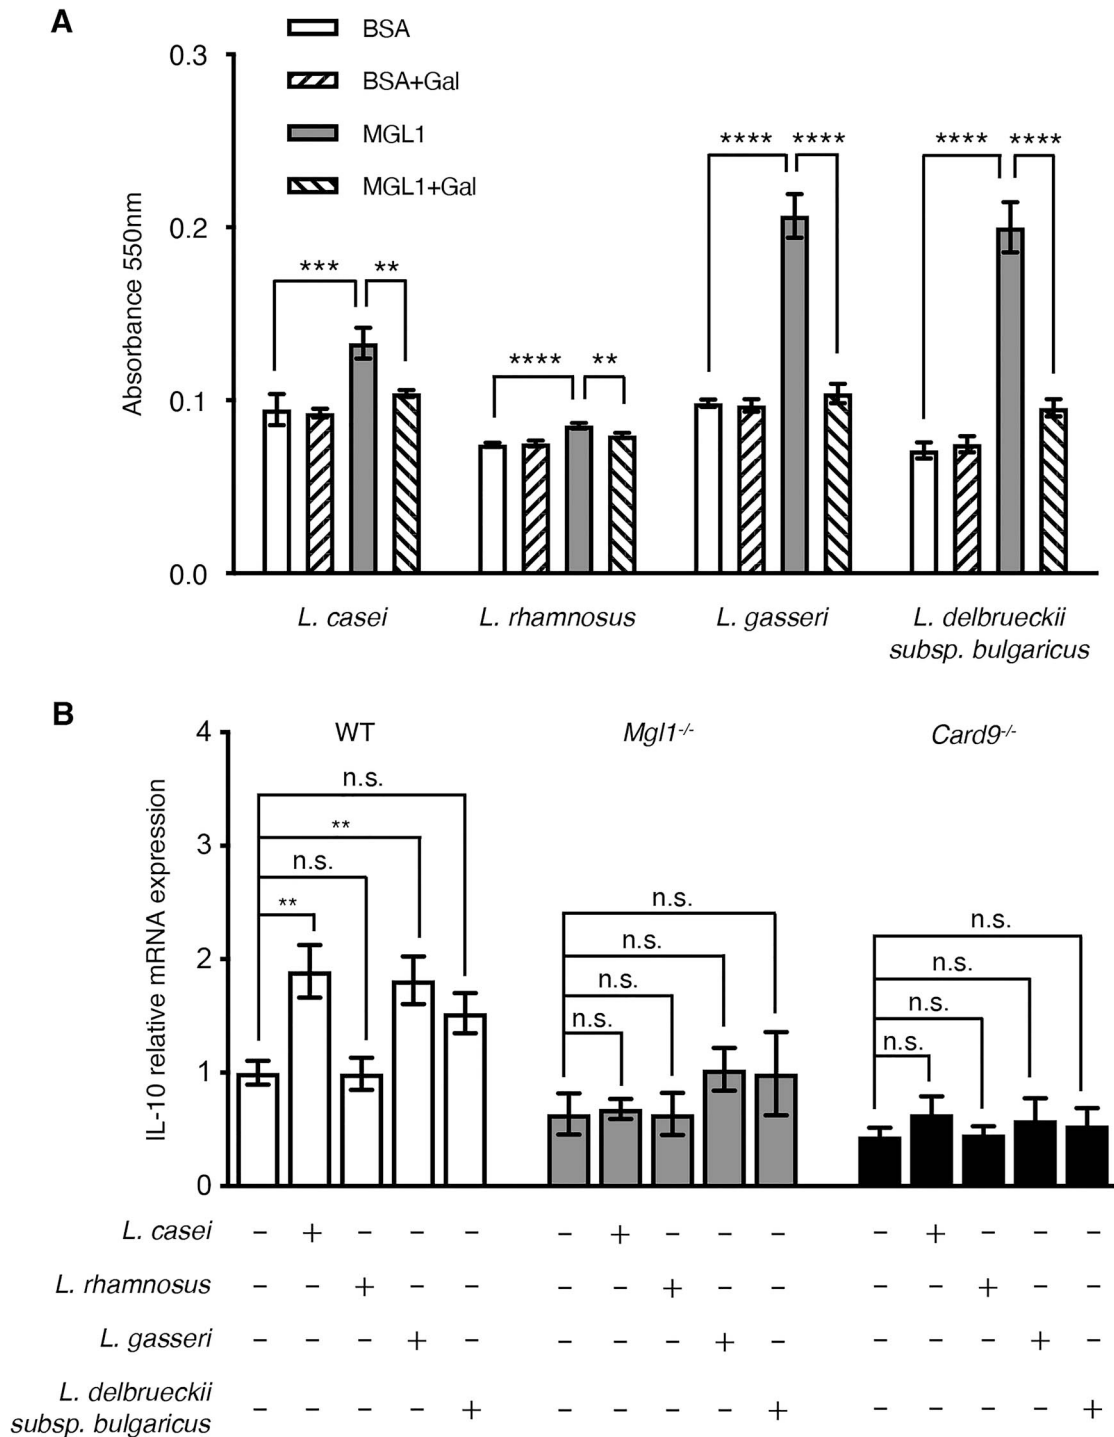 A
BSA
BSA+Gal
MGL1
MGL1+Gal
Absorbance 550nm
0.3
0.2
0.1
0.0
*** **
**** **
**** ****
**** ****
L. casei L. rhamnosus L. gasseri L. delbrueckii
subsp. bulgaricus
B
WT Mgl1-/- Card9-/-
IL-10 relative mRNA expression
4
3
2
1
0
n.s.
**
n.s.
**
n.s.
n.s.
n.s.
n.s.
n.s.
n.s.
n.s.
n.s.
L. casei − + − − − − + − − − − + − − −
L. rhamnosus − − + − − − − + − − − − + − −
L. gasseri − − − + − − − − + − − − − + −
L. delbrueckii
subsp. bulgaricus − − − − + − − − − + − − − − +